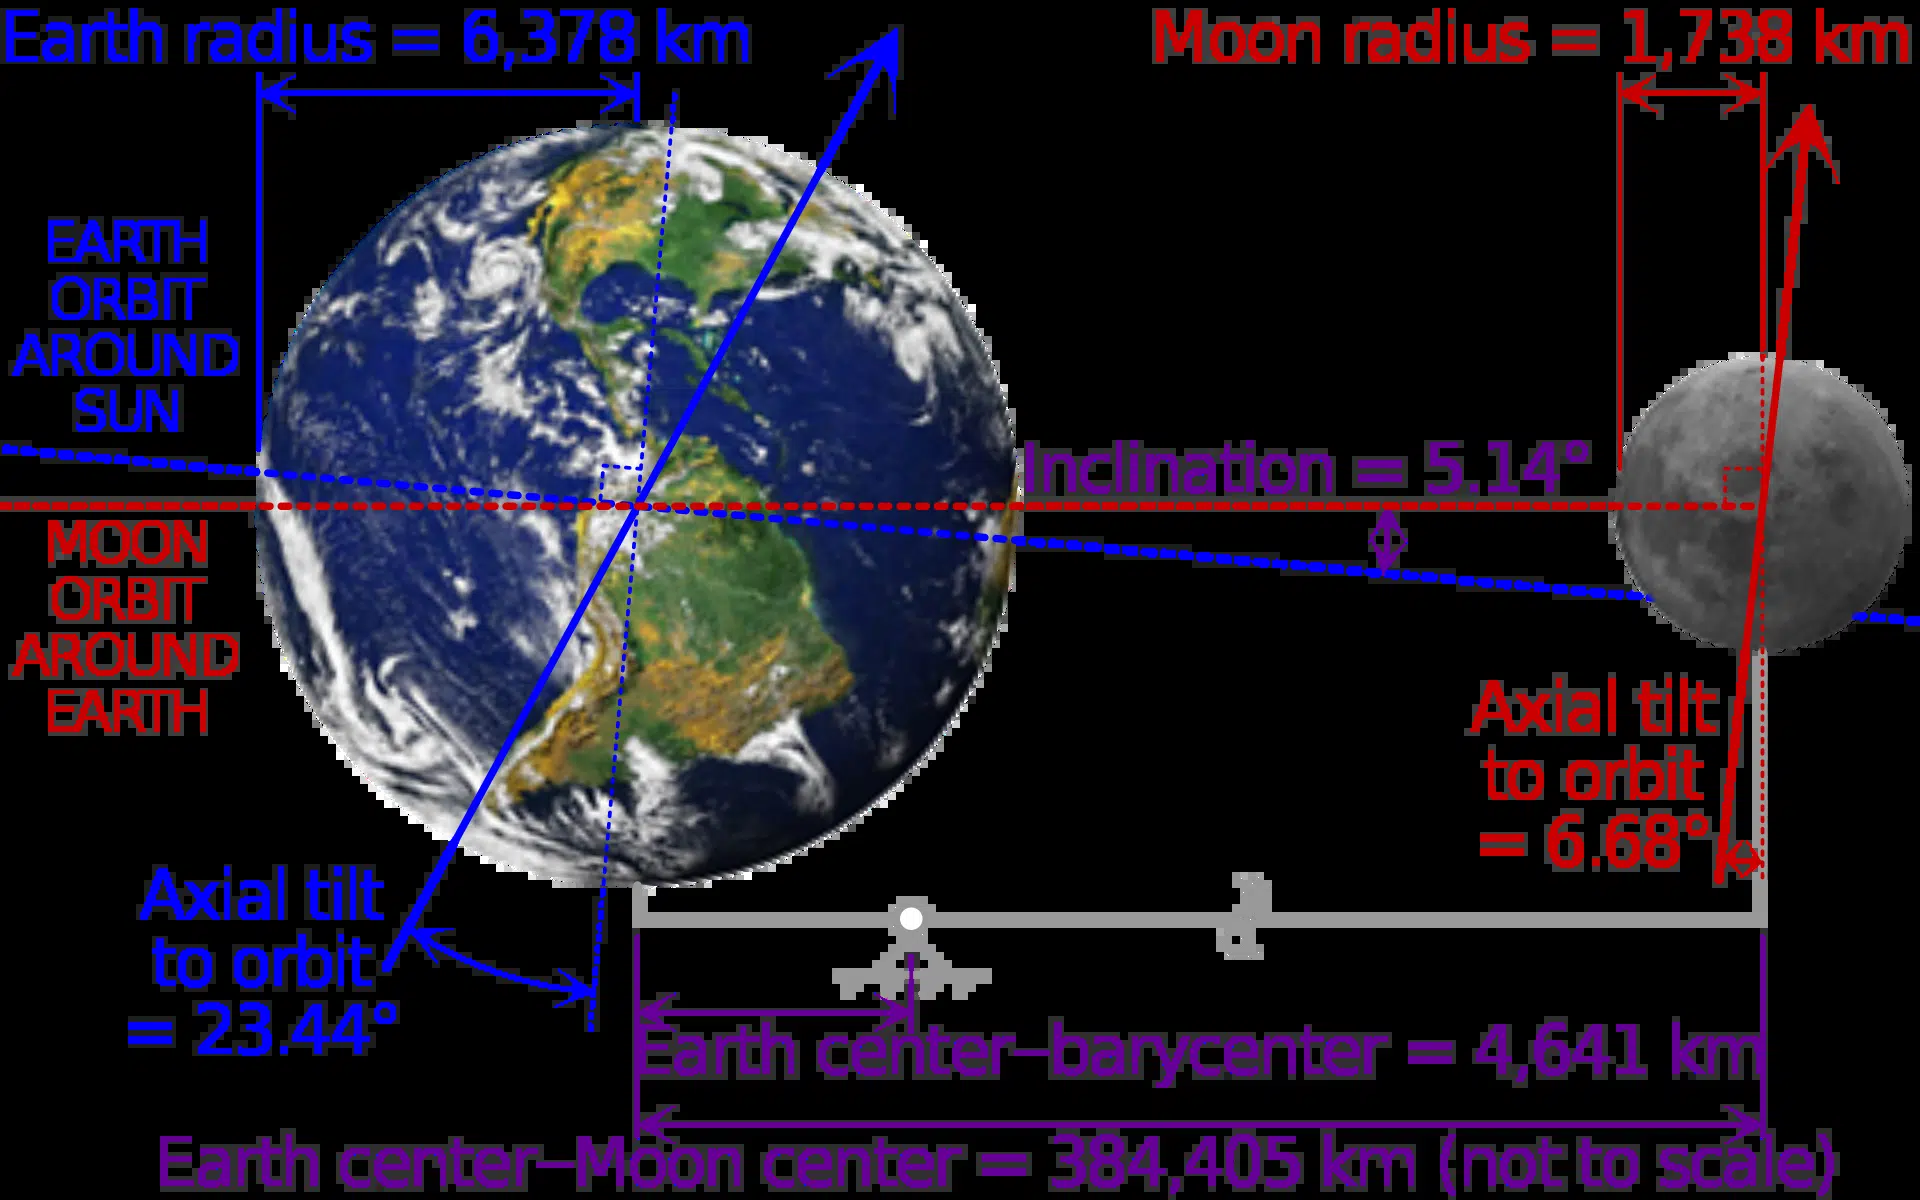 Earth radius = 6,378 km
Moon radius = 1,738 km
EARTH
ORBIT
AROUND
SUN
Inclination = 5.14°
MOON
ORBIT
AROUND
EARTH
Axial tilt
to orbit
= 6.68°
Axial tilt
to orbit
= 23.44°
Earth center–barycenter = 4,641 km
Earth center–Moon center = 384,405 km (not to scale)